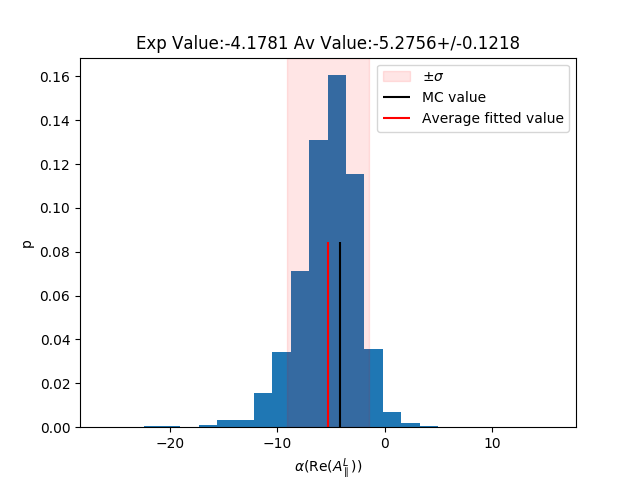 Exp Value:-4.1781 Av Value:-5.2756+/-0.1218
±σ
MC value
Average fitted value
p
0.16
0.14
0.12
0.10
0.08
0.06
0.04
0.02
0.00
−20 −10 0 10
α(Re(A_∥^L))